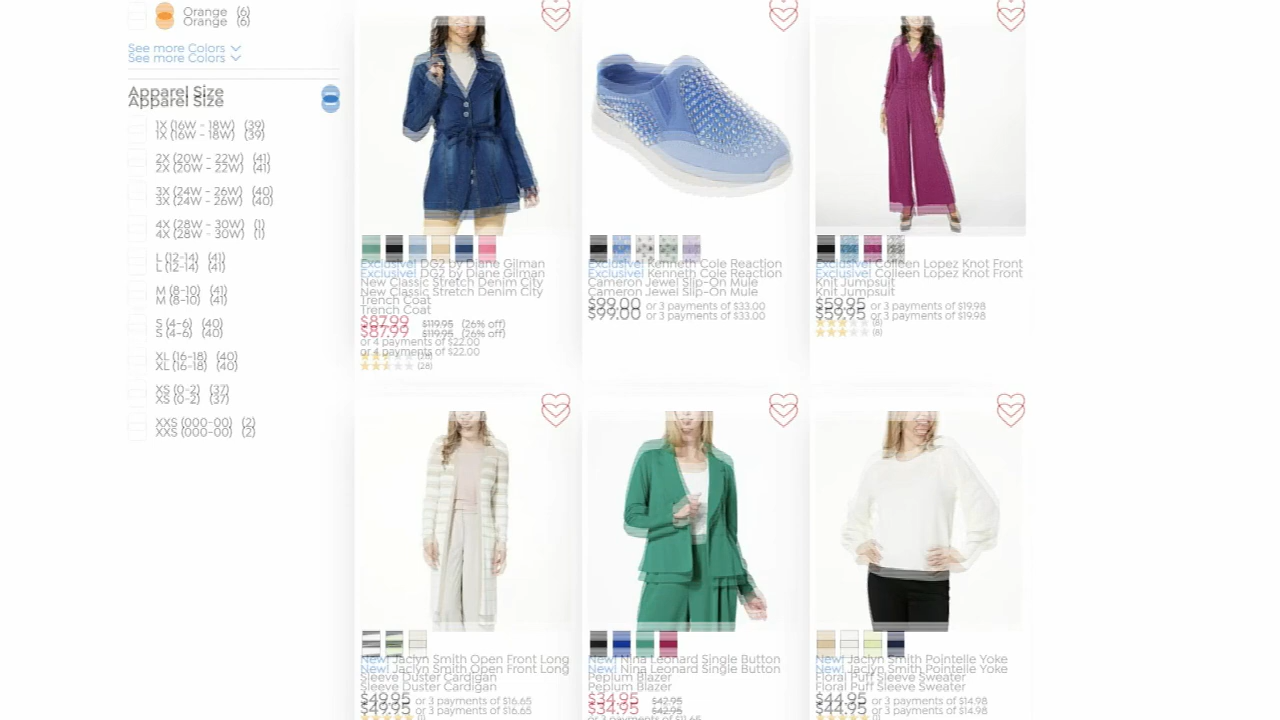 Orange (6)
See more Colors
Apparel Size
1X (16W - 18W) (39)
2X (20W - 22W) (41)
3X (24W - 26W) (40)
4X (28W - 30W) (1)
L (12-14) (41)
M (8-10) (41)
S (4-6) (40)
XL (16-18) (40)
XS (0-2) (37)
XXS (000-00) (2)
Exclusive! DG2 by Diane Gilman
New Classic Stretch Denim City
Trench Coat
$87.99 $119.95 (26% off)
or 4 payments of $22.00
(28)
Exclusive! Kenneth Cole Reaction
Cameron Jewel Slip-On Mule
$99.00 or 3 payments of $33.00
Exclusive! Colleen Lopez Knot Front
Knit Jumpsuit
$59.95 or 3 payments of $19.98
(8)
New! Jaclyn Smith Open Front Long
Sleeve Duster Cardigan
$49.95 or 3 payments of $16.65
(1)
New! Nina Leonard Single Button
Peplum Blazer
$34.95 $42.95
or 3 payments of $11.65
New! Jaclyn Smith Pointelle Yoke
Floral Puff Sleeve Sweater
$44.95 or 3 payments of $14.98